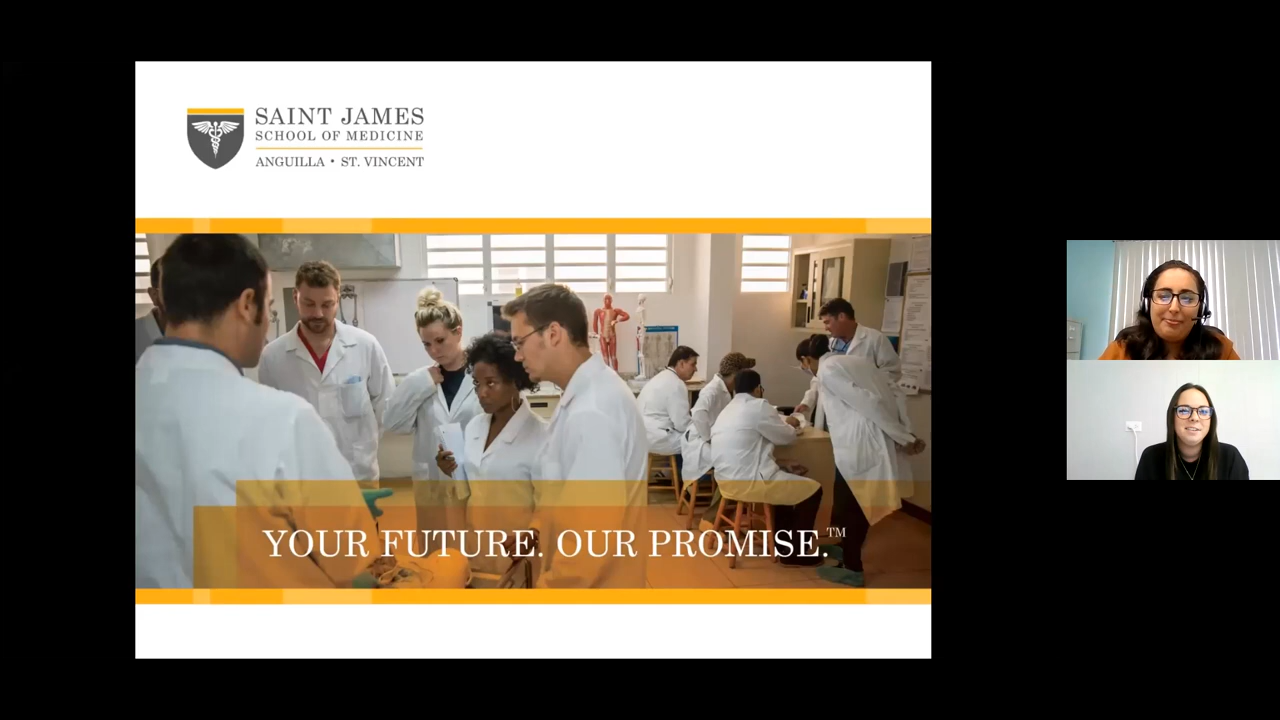 SAINT JAMES
SCHOOL OF MEDICINE
ANGUILLA • ST. VINCENT
YOUR FUTURE. OUR PROMISE.™